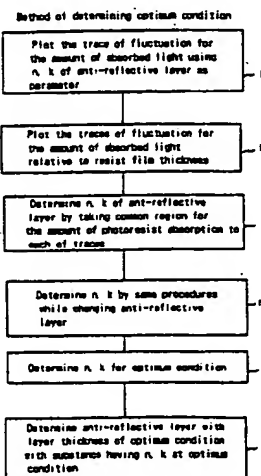 Method of determining optimum condition
Plot the trace of fluctuation for
the amount of absorbed light using
n, k of anti-reflective layer as
parameter
Plot the traces of fluctuation for
the amount of absorbed light
relative to resist film thickness
Determine n, k of ant-reflective
layer by taking common region for
the amount of photoresist absorption to
each of traces
Determine n, k by same procedures
while changing anti-reflective
layer
Determine n, k for optimum condition
Determine anti-reflective layer with
layer thickness of optimum condition
with substance having n, k at optimum
condition